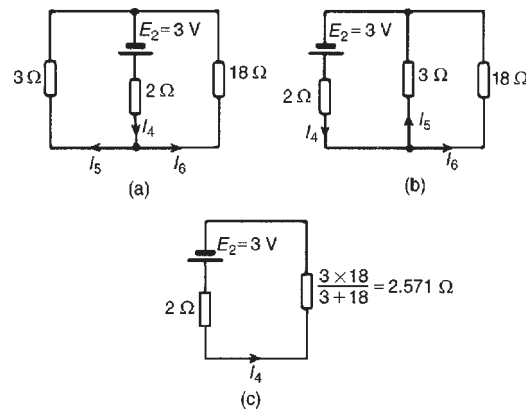 E₂ = 3 V
3 Ω
2 Ω
18 Ω
I₄
I₅
I₆
(a)
E₂ = 3 V
2 Ω
3 Ω
18 Ω
I₄
I₅
I₆
(b)
E₂ = 3 V
2 Ω
3 × 18
3 + 18
= 2.571 Ω
I₄
(c)